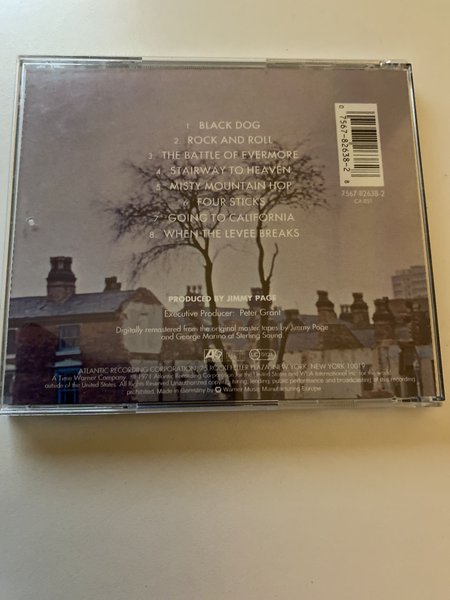 1 BLACK DOG
2 ROCK AND ROLL
3 THE BATTLE OF EVERMORE
4 STAIRWAY TO HEAVEN
5 MISTY MOUNTAIN HOP
6 FOUR STICKS
7 GOING TO CALIFORNIA
8 WHEN THE LEVEE BREAKS
0 7567-82638-2 8
7567-82638-2
CA 851
PRODUCED BY JIMMY PAGE
Executive Producer: Peter Grant
Digitally remastered from the original master tapes by Jimmy Page
and George Marino at Sterling Sound
ATLANTIC RECORDING CORPORATION, 75 ROCKEFELLER PLAZA, NEW YORK, NEW YORK 10019
A Time Warner Company. 1971 Atlantic Recording Corporation for the United States and WEA International Inc. for the world
outside of the United States. All Rights Reserved. Unauthorized copying, hiring, lending, public performance and broadcasting of this recording
prohibited. Made in Germany by Warner Music Manufacturing Europe